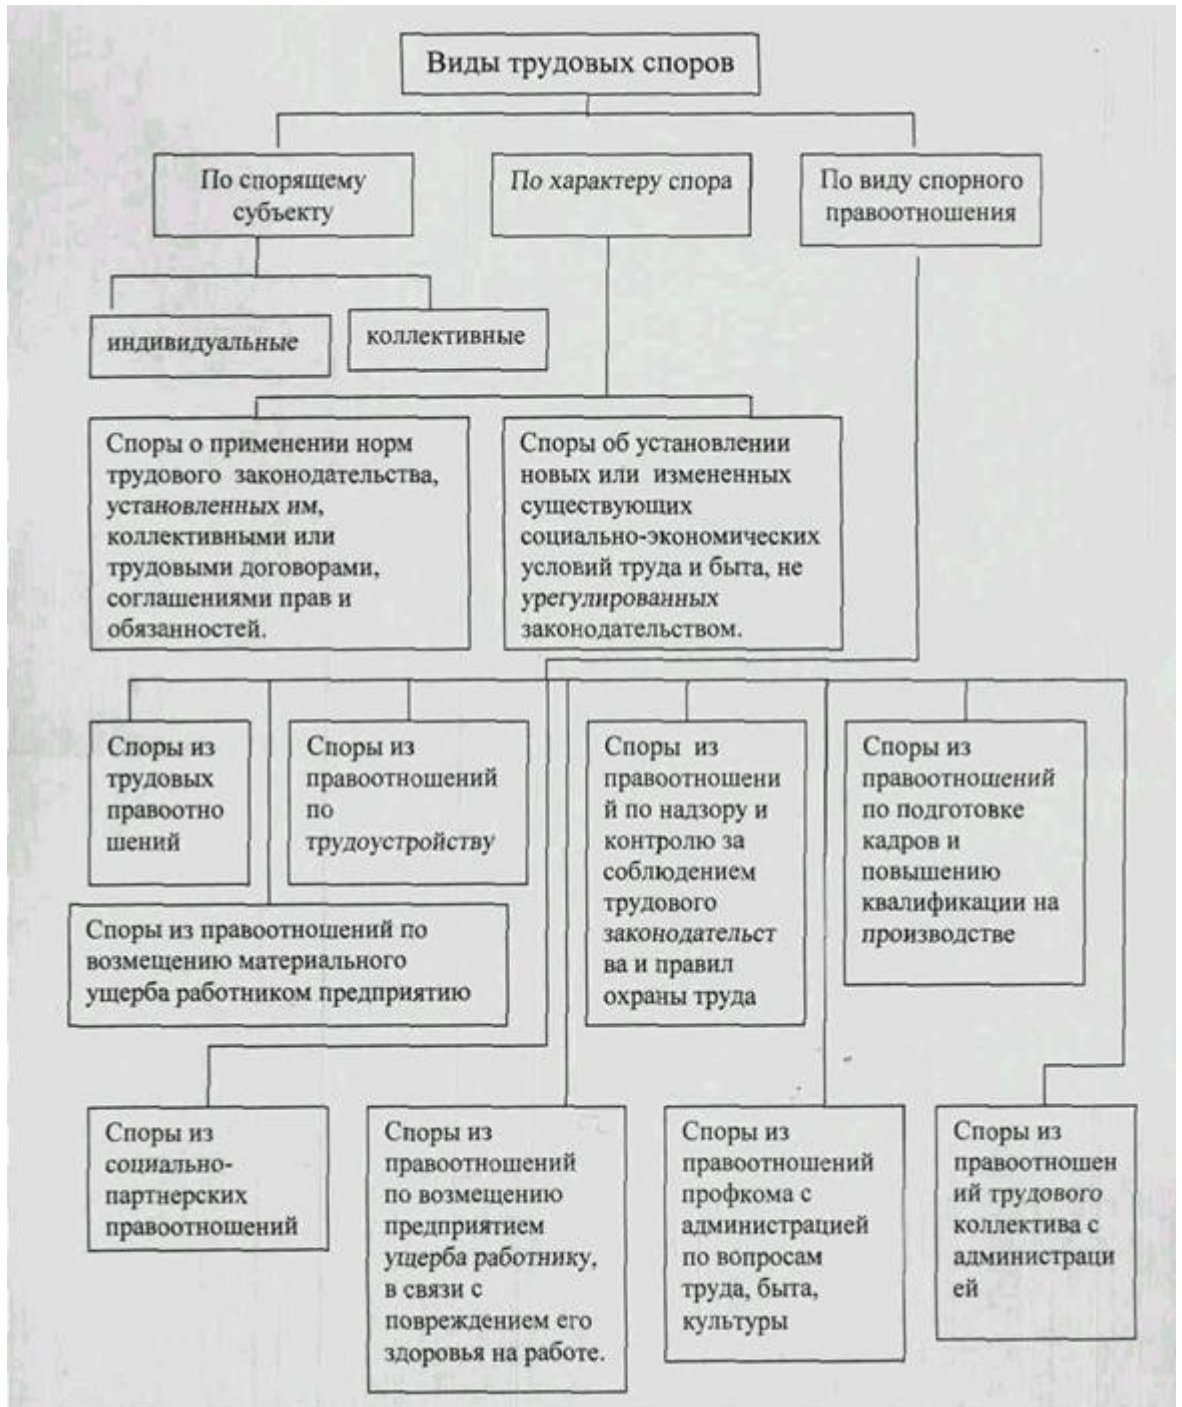 Виды трудовых споров
По спорящему
субъекту
По характеру спора
По виду спорного
правоотношения
индивидуальные
коллективные
Споры о применении норм
трудового законодательства,
установленных им,
коллективными или
трудовыми договорами,
соглашениями прав и
обязанностей.
Споры об установлении
новых или измененных
существующих
социально-экономических
условий труда и быта, не
урегулированных
законодательством.
Споры из
трудовых
правоотно
шений
Споры из
правоотношений
по
трудоустройству
Споры из
правоотношени
й по надзору и
контролю за
соблюдением
трудового
законодательст
ва и правил
охраны труда
Споры из
правоотношений
по подготовке
кадров и
повышению
квалификации на
производстве
Споры из правоотношений по
возмещению материального
ущерба работником предприятию
Споры из
социально-
партнерских
правоотношений
Споры из
правоотношений
по возмещению
предприятием
ущерба работнику,
в связи с
повреждением его
здоровья на работе.
Споры из
правоотношений
профкома с
администрацией
по вопросам
труда, быта,
культуры
Споры из
правоотношен
ий трудового
коллектива с
администраци
ей